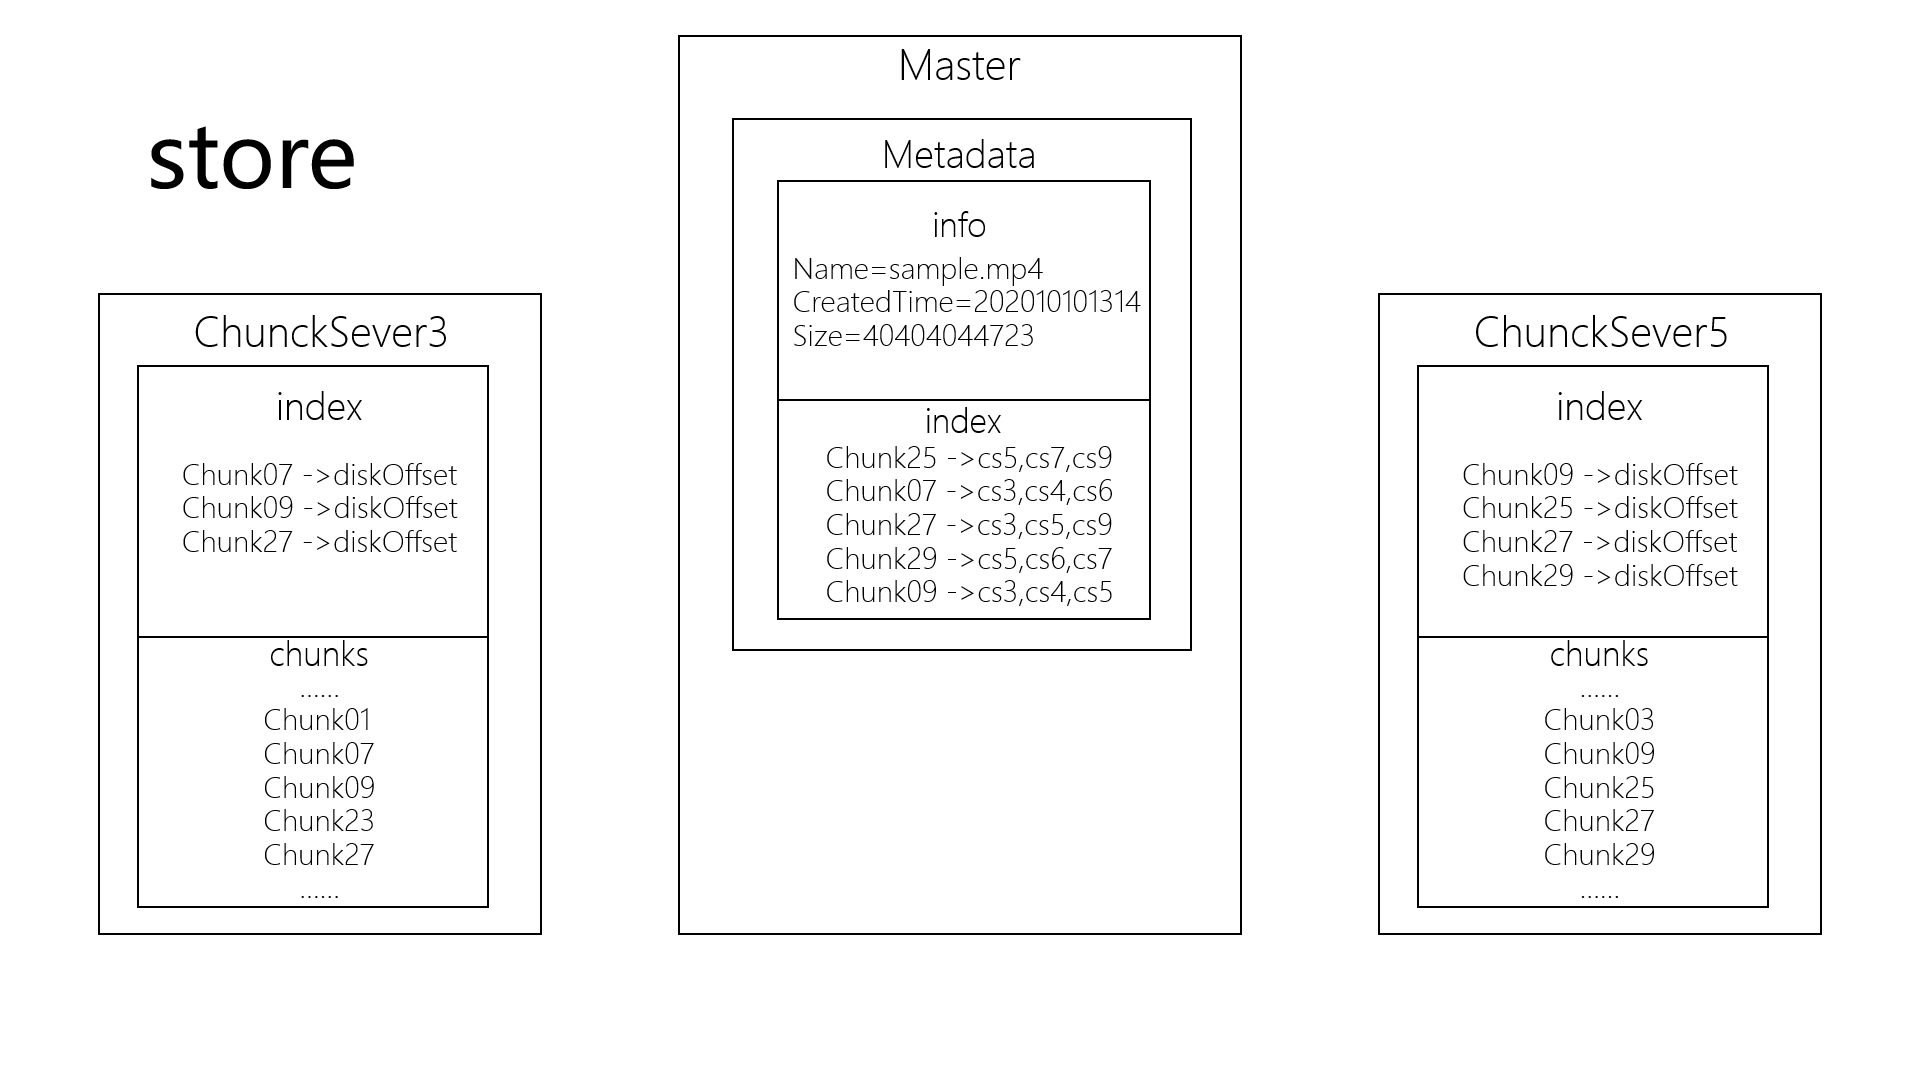 store
Master
Metadata
info
Name=sample.mp4
CreatedTime=202010101314
Size=40404044723
index
Chunk25 ->cs5,cs7,cs9
Chunk07 ->cs3,cs4,cs6
Chunk27 ->cs3,cs5,cs9
Chunk29 ->cs5,cs6,cs7
Chunk09 ->cs3,cs4,cs5
ChunckSever3
index
Chunk07 ->diskOffset
Chunk09 ->diskOffset
Chunk27 ->diskOffset
chunks
......
Chunk01
Chunk07
Chunk09
Chunk23
Chunk27
......
ChunckSever5
index
Chunk09 ->diskOffset
Chunk25 ->diskOffset
Chunk27 ->diskOffset
Chunk29 ->diskOffset
chunks
......
Chunk03
Chunk09
Chunk25
Chunk27
Chunk29
......